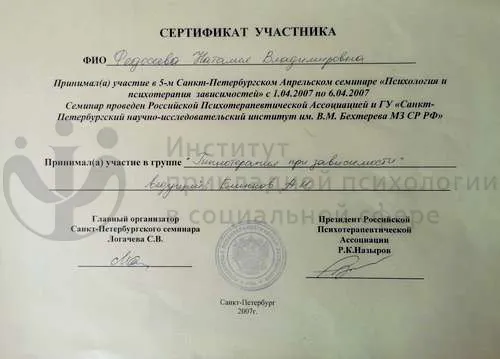 СЕРТИФИКАТ УЧАСТНИКА
ФИО Федосова Наталия Владимировна
Принимал(а) участие в 5-м Санкт-Петербургском Апрельском семинаре «Психология и
психотерапия зависимостей» с 1.04.2007 по 6.04.2007
Семинар проведен Российской Психотерапевтической Ассоциацией и ГУ «Санкт-
Петербургский научно-исследовательский институт им. В.М. Бехтерева МЗ СР РФ»
Институт
прикладной психологии
в социальной сфере
Принимал(а) участие в группе "Гипнотерапия при зависимости"
ведущий
Главный организатор
Санкт-Петербургского семинара
Логачева С.В.
Президент Российской
Психотерапевтической
Ассоциации
Р.К.Назыров
Санкт-Петербург
2007г.